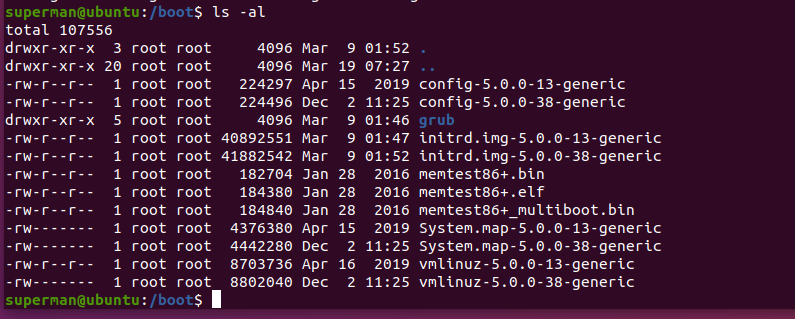 superman@ubuntu:/boot$ ls -al
total 107556
drwxr-xr-x  3 root root     4096 Mar  9 01:52 .
drwxr-xr-x 20 root root     4096 Mar 19 07:27 ..
-rw-r--r--  1 root root   224297 Apr 15  2019 config-5.0.0-13-generic
-rw-r--r--  1 root root   224496 Dec  2 11:25 config-5.0.0-38-generic
drwxr-xr-x  5 root root     4096 Mar  9 01:46 grub
-rw-r--r--  1 root root 40892551 Mar  9 01:47 initrd.img-5.0.0-13-generic
-rw-r--r--  1 root root 41882542 Mar  9 01:52 initrd.img-5.0.0-38-generic
-rw-r--r--  1 root root   182704 Jan 28  2016 memtest86+.bin
-rw-r--r--  1 root root   184380 Jan 28  2016 memtest86+.elf
-rw-r--r--  1 root root   184840 Jan 28  2016 memtest86+_multiboot.bin
-rw-------  1 root root  4376380 Apr 15  2019 System.map-5.0.0-13-generic
-rw-------  1 root root  4442280 Dec  2 11:25 System.map-5.0.0-38-generic
-rw-r--r--  1 root root  8703736 Apr 16  2019 vmlinuz-5.0.0-13-generic
-rw-------  1 root root  8802040 Dec  2 11:25 vmlinuz-5.0.0-38-generic
superman@ubuntu:/boot$